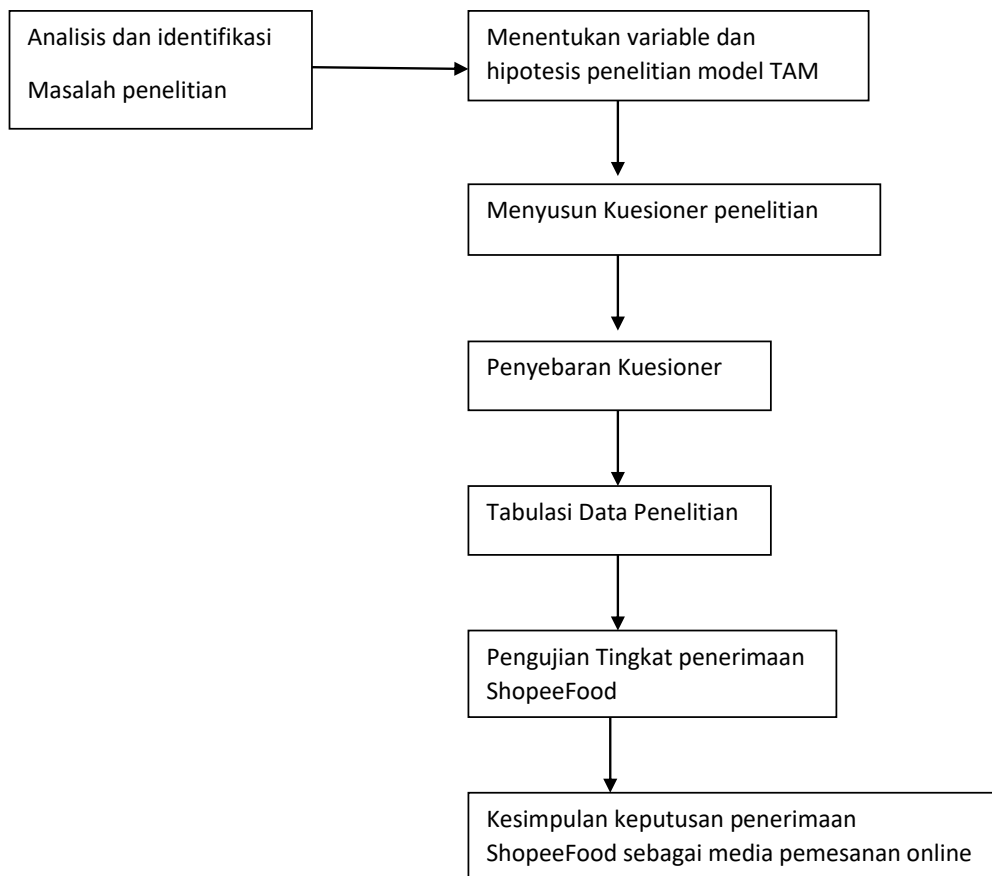 Analisis dan identifikasi
Masalah penelitian
Menentukan variable dan
hipotesis penelitian model TAM
Menyusun Kuesioner penelitian
Penyebaran Kuesioner
Tabulasi Data Penelitian
Pengujian Tingkat penerimaan
ShopeeFood
Kesimpulan keputusan penerimaan
ShopeeFood sebagai media pemesanan online